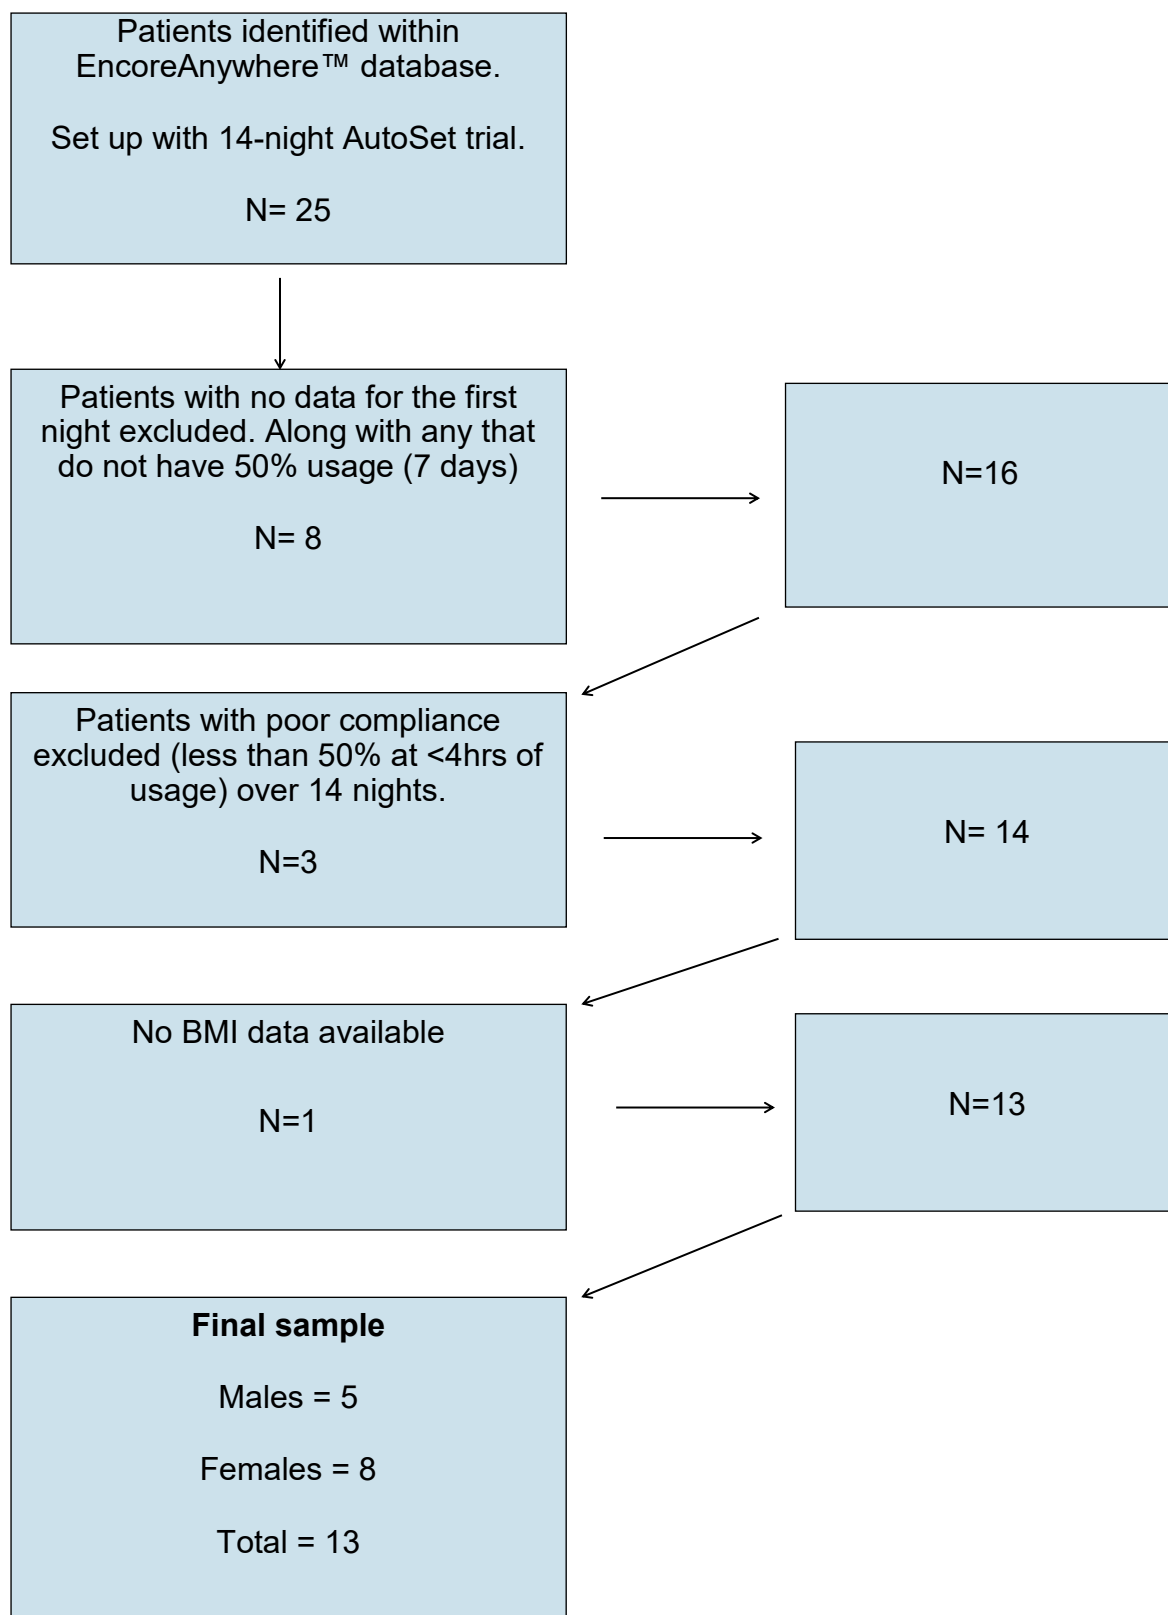 Patients identified within
EncoreAnywhere™ database.
Set up with 14-night AutoSet trial.
N= 25
Patients with no data for the first
night excluded. Along with any that
do not have 50% usage (7 days)
N= 8
N=16
Patients with poor compliance
excluded (less than 50% at <4hrs of
usage) over 14 nights.
N=3
N= 14
No BMI data available
N=1
N=13
Final sample
Males = 5
Females = 8
Total = 13